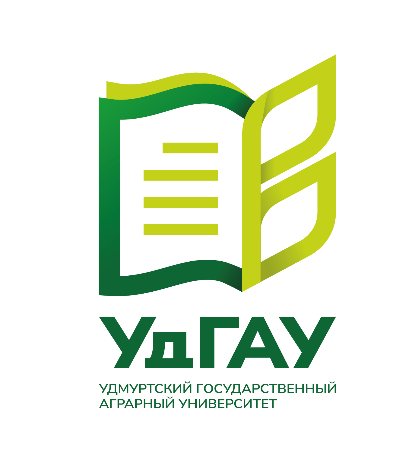 УдГАУ
УДМУРТСКИЙ ГОСУДАРСТВЕННЫЙ
АГРАРНЫЙ УНИВЕРСИТЕТ